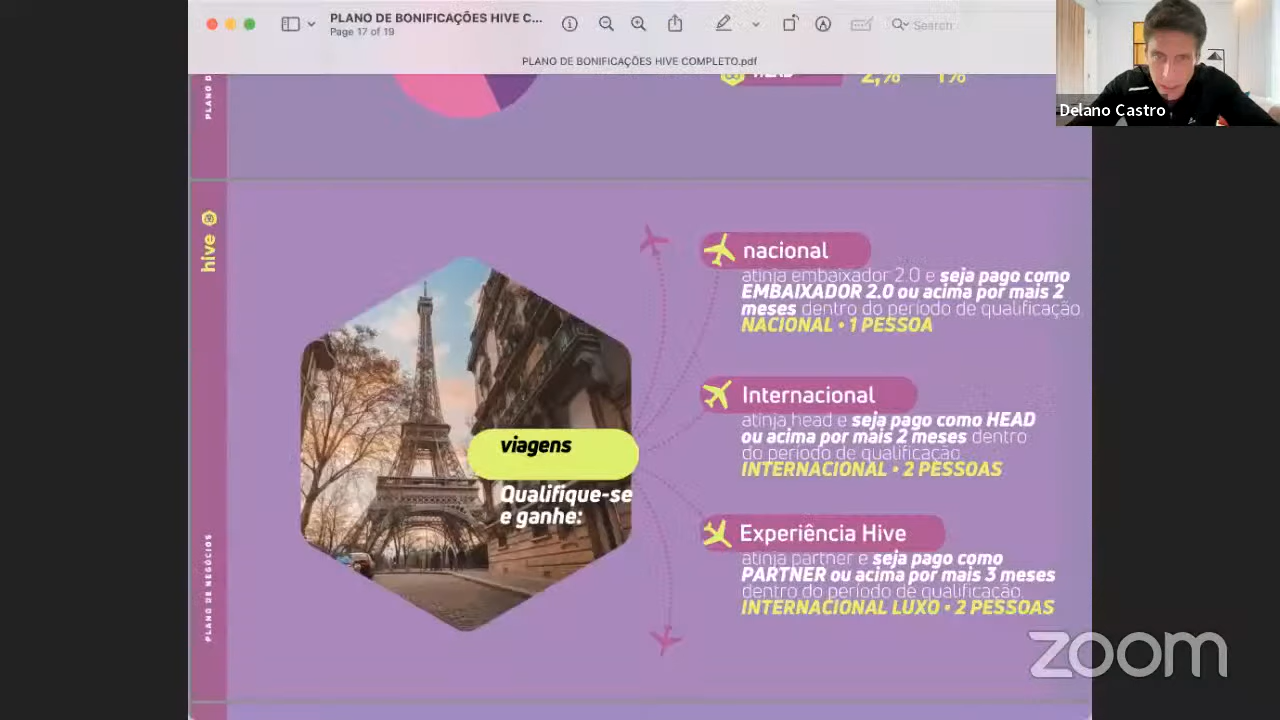 PLANO DE BONIFICAÇÕES HIVE C...
Page 17 of 19
Search
PLANO DE BONIFICAÇÕES HIVE COMPLETO.pdf
Delano Castro
PLANO D
HEAD
2,%
1%
hive
PLANO DE NEGÓCIOS
viagens
Qualifique-se
e ganhe:
nacional
atinja embaixador 2.0 e seja pago como
EMBAIXADOR 2.0 ou acima por mais 2
meses dentro do período de qualificação
NACIONAL • 1 PESSOA
Internacional
atinja head e seja pago como HEAD
ou acima por mais 2 meses dentro
do período de qualificação
INTERNACIONAL • 2 PESSOAS
Experiência Hive
atinja partner e seja pago como
PARTNER ou acima por mais 3 meses
dentro do período de qualificação
INTERNACIONAL LUXO • 2 PESSOAS
zoom